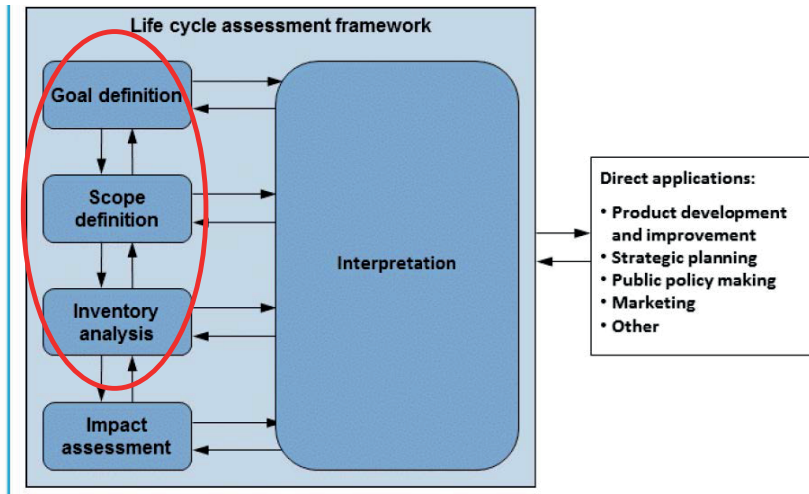 Life cycle assessment framework
Goal definition
Scope
definition
Inventory
analysis
Impact
assessment
Interpretation
Direct applications:
• Product development
and improvement
• Strategic planning
• Public policy making
• Marketing
• Other